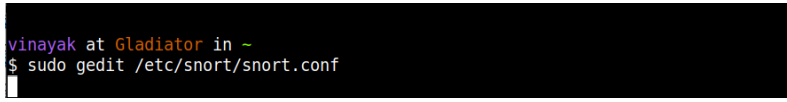 vinayak at Gladiator in ~
$ sudo gedit /etc/snort/snort.conf